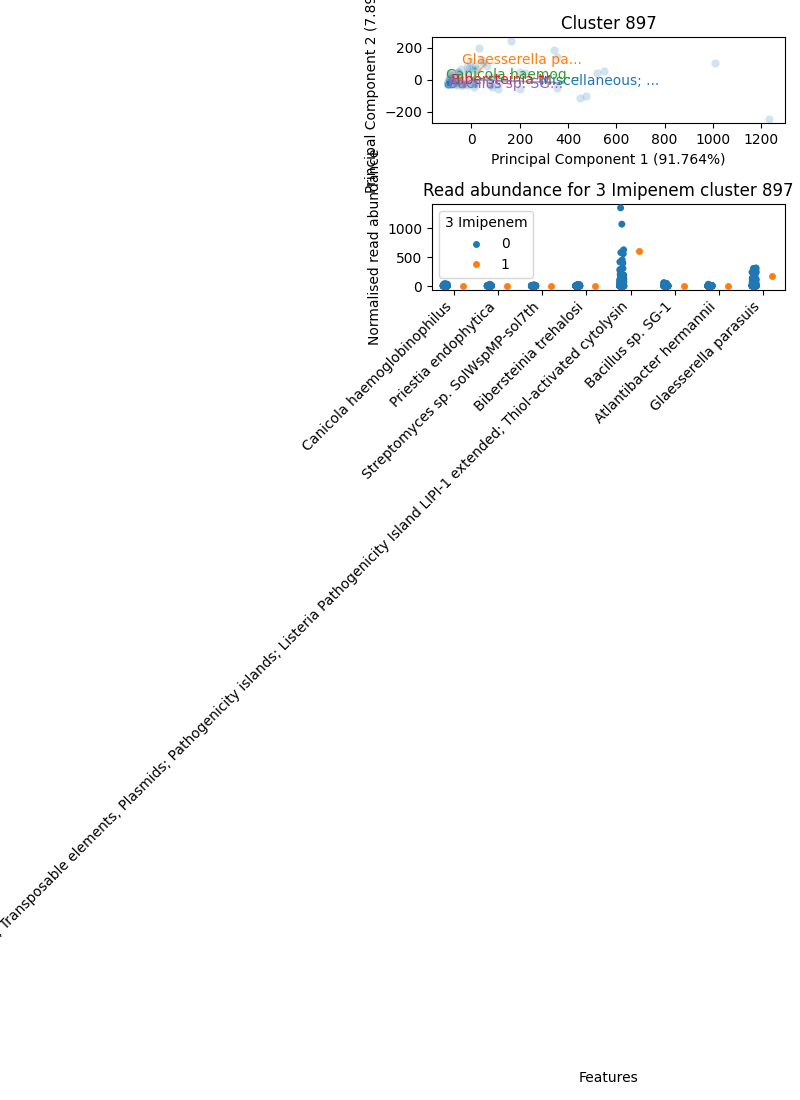 Cluster 897
Principal Component 2 (7.89
200
0
−200
Glaesserella pa...
Canicola haemog...
Bibersteinia tr...
miscellaneous; ...
Bacillus sp. SG...
0
200
400
600
800
1000
1200
Principal Component 1 (91.764%)
Read abundance for 3 Imipenem cluster 897
Normalised read abundance
1000
500
0
3 Imipenem
0
1
Canicola haemoglobinophilus
Priestia endophytica
Streptomyces sp. SolWspMP-sol7th
Bibersteinia trehalosi
, Transposable elements, Plasmids; Pathogenicity islands; Listeria Pathogenicity Island LIPI-1 extended; Thiol-activated cytolysin
Bacillus sp. SG-1
Atlantibacter hermannii
Glaesserella parasuis
Features